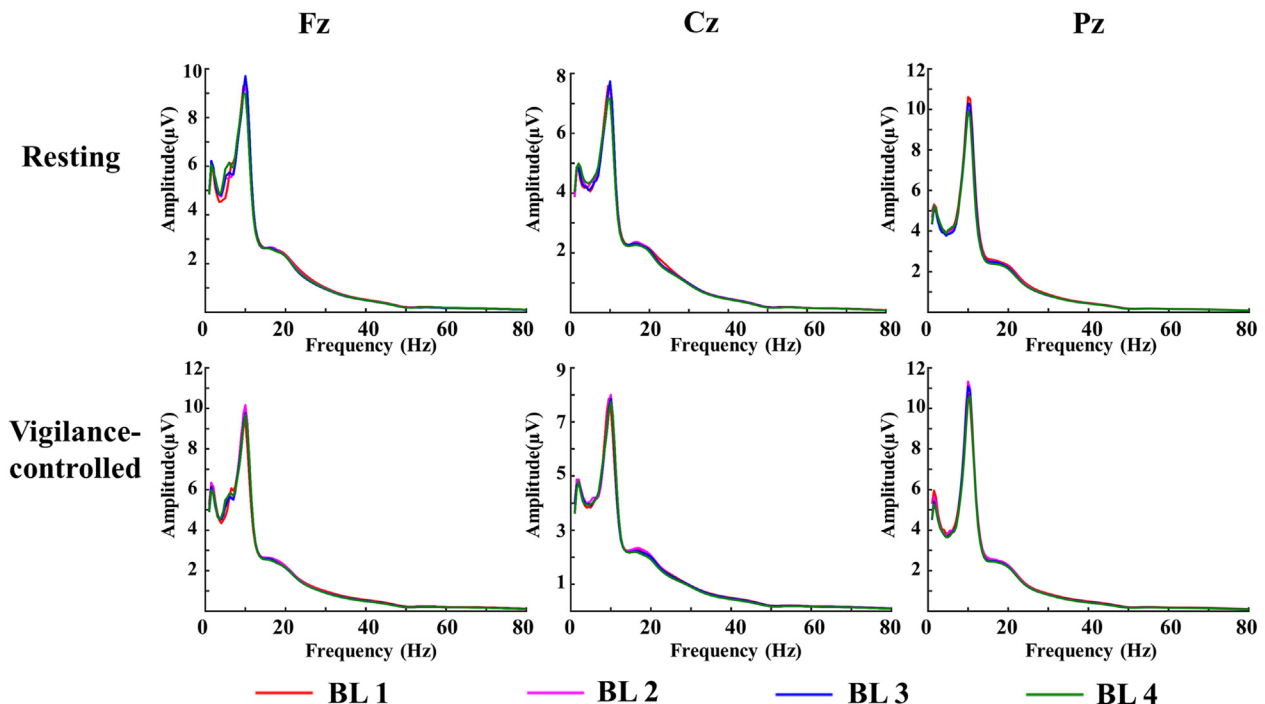 Fz Cz Pz
Resting
Amplitude(µV)
10
8
6
4
2
0 20 40 60 80
Frequency (Hz)
Amplitude(µV)
8
6
4
2
0 20 40 60 80
Frequency (Hz)
Amplitude(µV)
12
10
8
6
4
2
0 20 40 60 80
Frequency (Hz)
Vigilance-
controlled
Amplitude(µV)
12
10
8
6
4
2
0 20 40 60 80
Frequency (Hz)
Amplitude(µV)
9
7
5
3
1
0 20 40 60 80
Frequency (Hz)
Amplitude(µV)
12
10
8
6
4
2
0 20 40 60 80
Frequency (Hz)
BL 1 BL 2 BL 3 BL 4